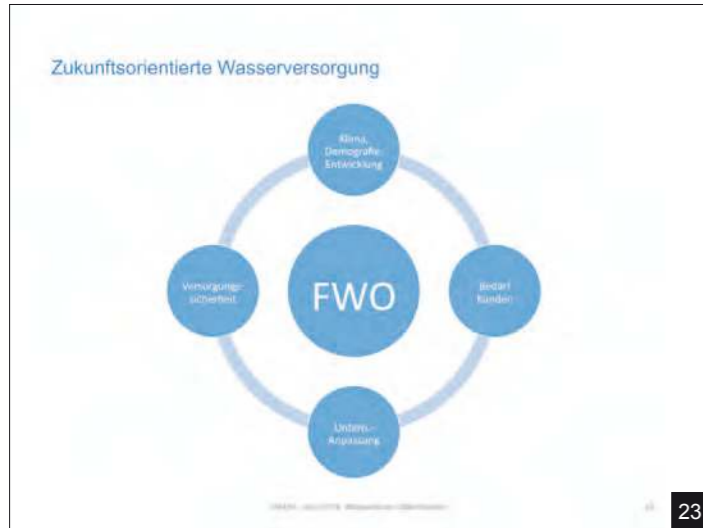 Zukunftsorientierte Wasserversorgung
Klima,
Demografie-
Entwicklung
Versorgungs-
sicherheit
FWO
Bedarf
Kunden
Untern.-
Anpassung
23